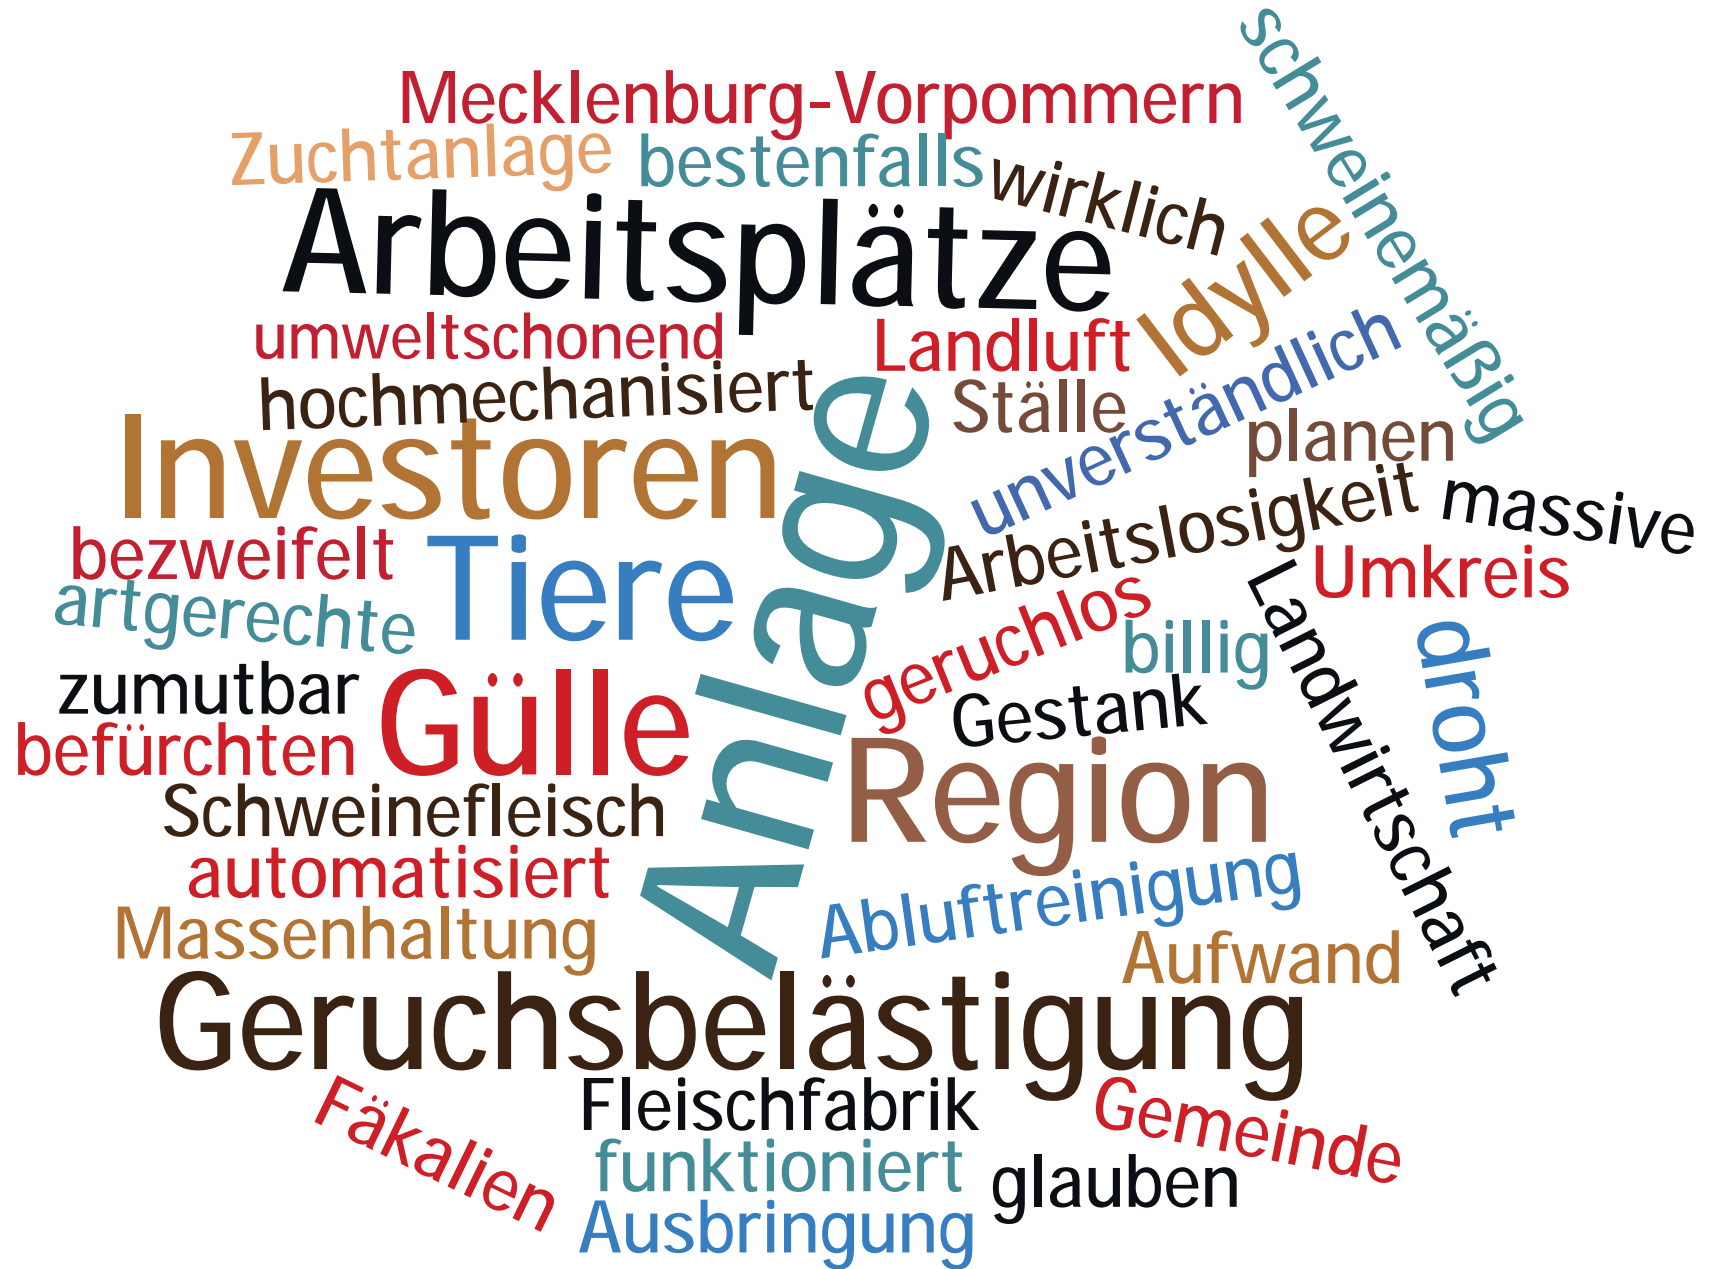 schweinemäßig
Mecklenburg-Vorpommern
Zuchtanlage
bestenfalls
wirklich
Arbeitsplätze
Idylle
umweltschonend
Landluft
hochmechanisiert
Ställe
unverständlich
planen
Investoren
Anlage
Arbeitslosigkeit
massive
bezweifelt
Tiere
Umkreis
artgerechte
geruchlos
billig
Landwirtschaft
droht
zumutbar
Gülle
Gestank
befürchten
Region
Schweinefleisch
automatisiert
Abluftreinigung
Massenhaltung
Aufwand
Geruchsbelästigung
Fäkalien
Fleischfabrik
Gemeinde
funktioniert
glauben
Ausbringung